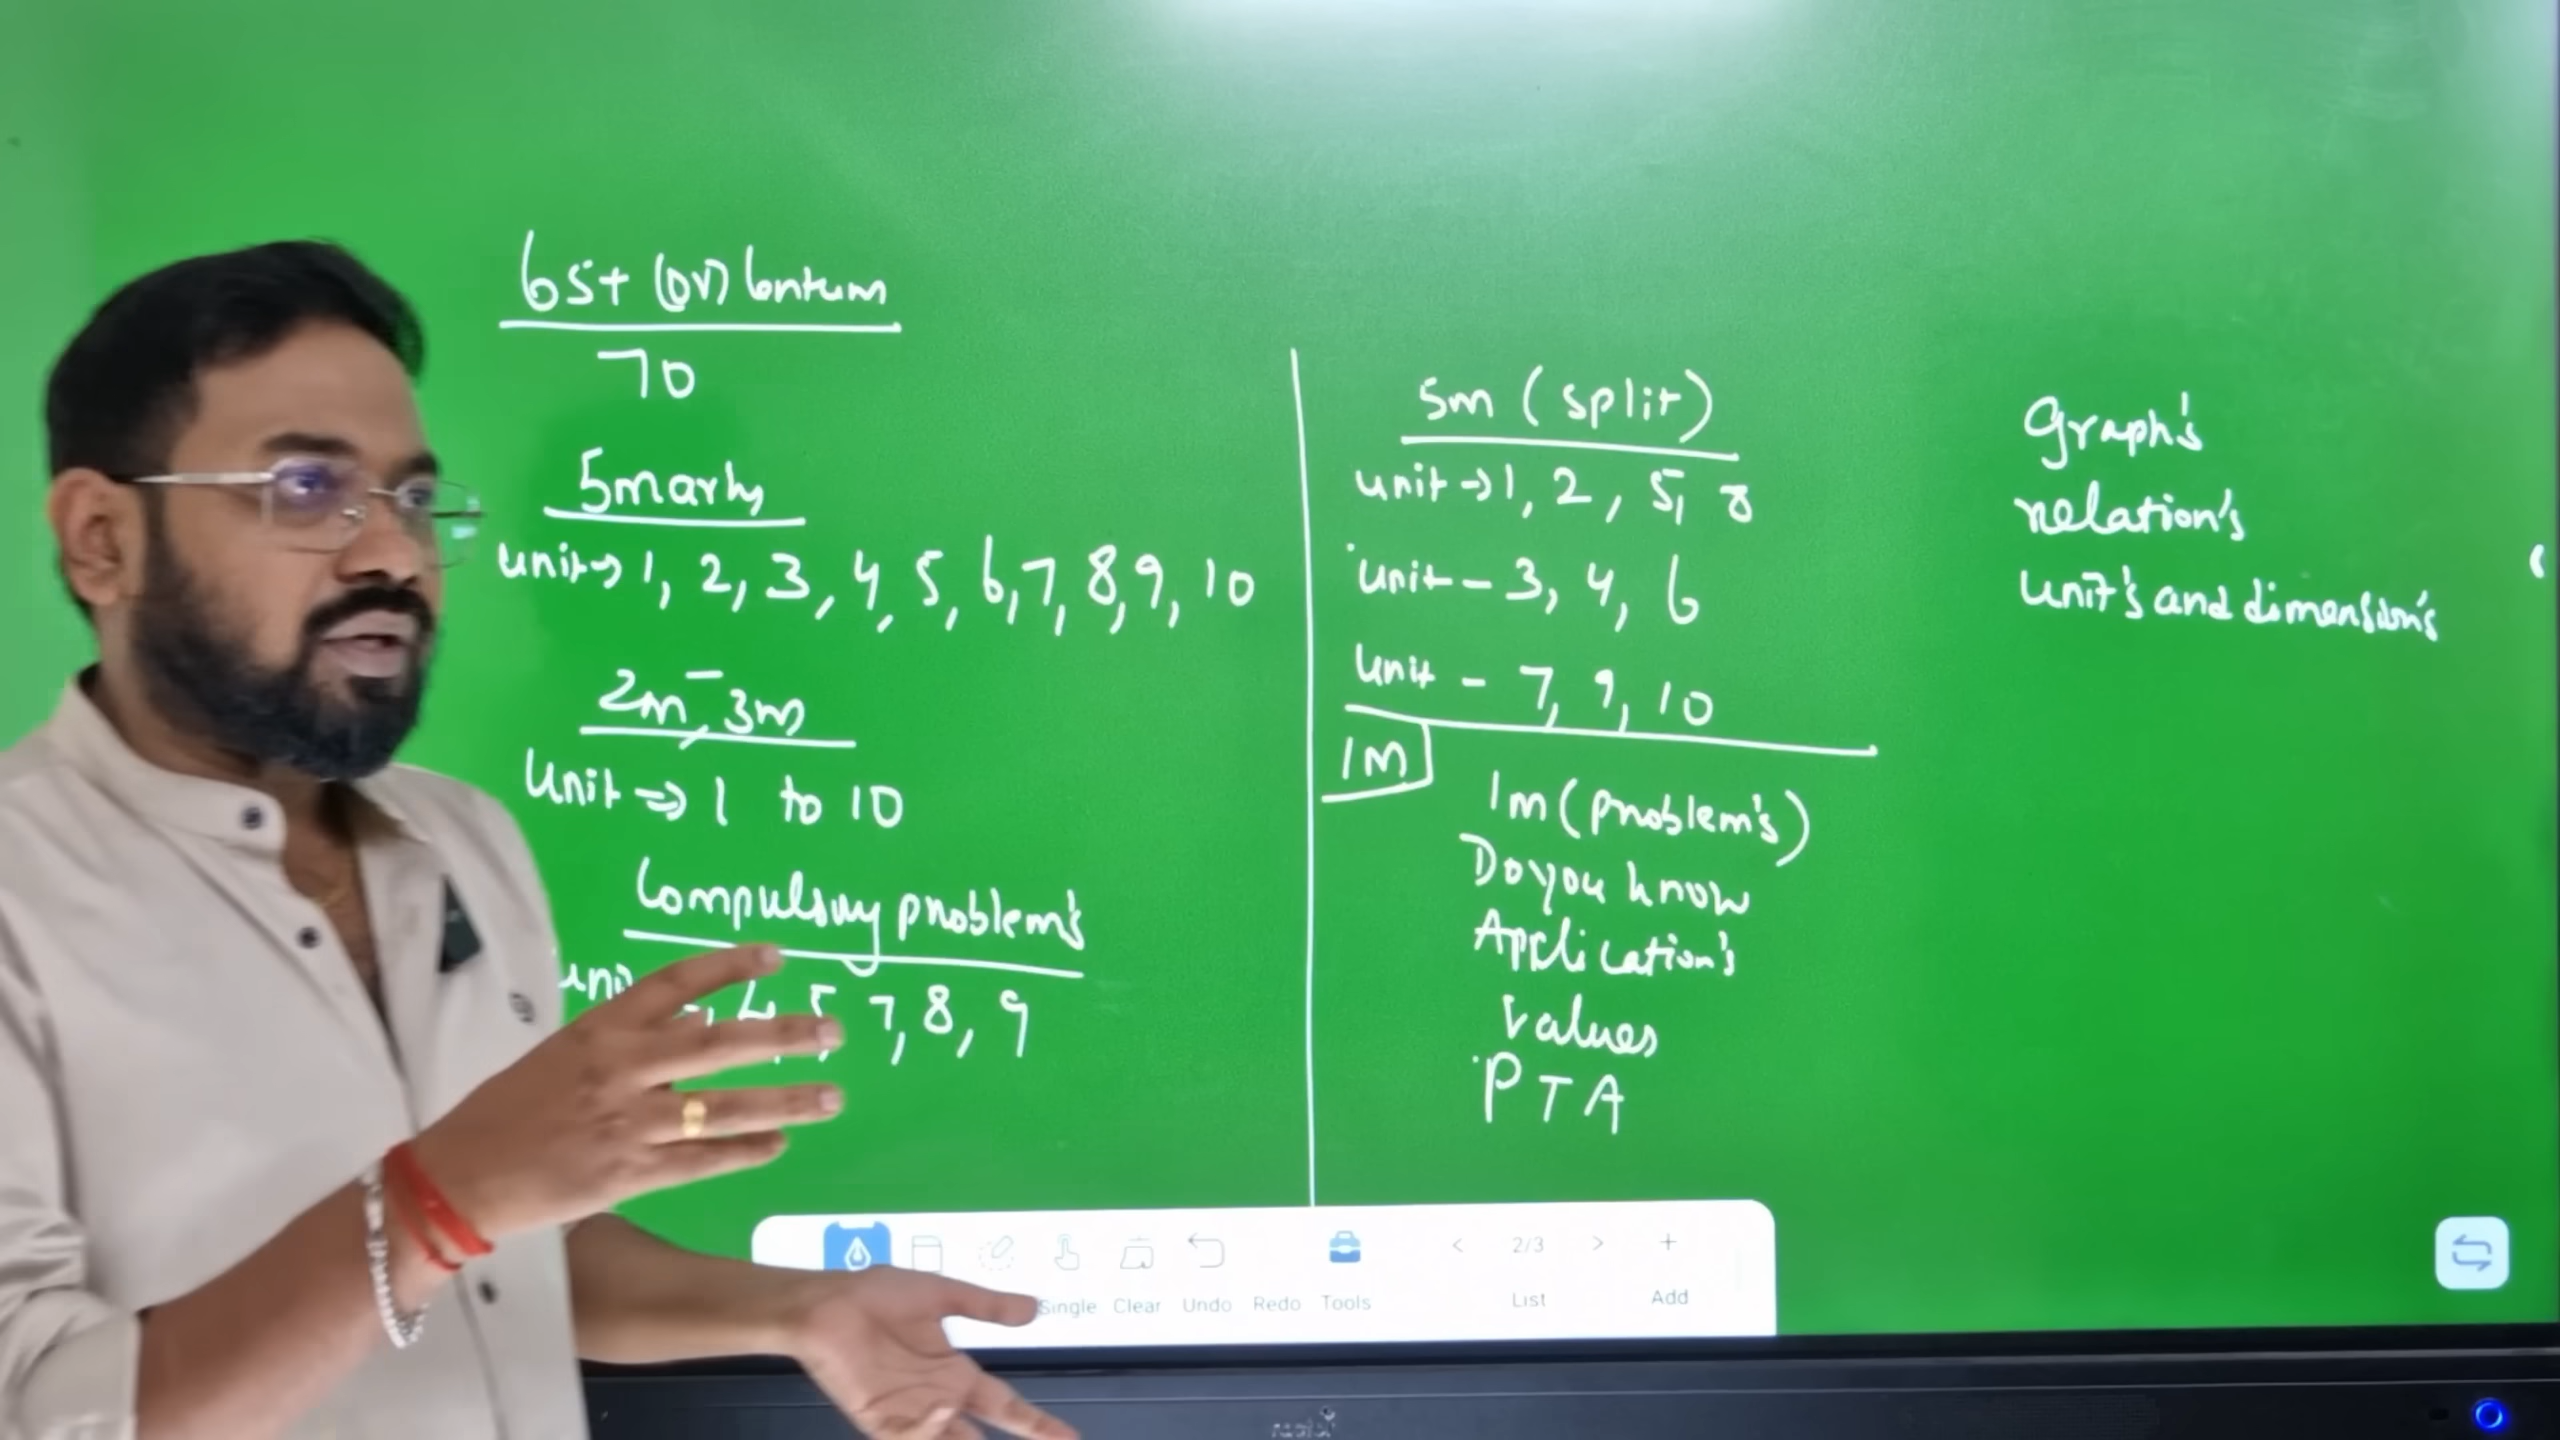 65+ (or) centum
70
5marks
unit→ 1, 2, 3, 4, 5, 6, 7, 8, 9, 10
2m, 3m
Unit → 1 to 10
Compulsory problem's
4, 5, 7, 8, 9
5m (split)
unit → 1, 2, 5, 8
unit - 3, 4, 6
unit - 7, 9, 10
1M
1m (problem's)
Do you know
Application's
Values
PTA
Graph's
relation's
unit's and dimension's
Single Clear Undo Redo Tools
< 2/3 > +
List Add